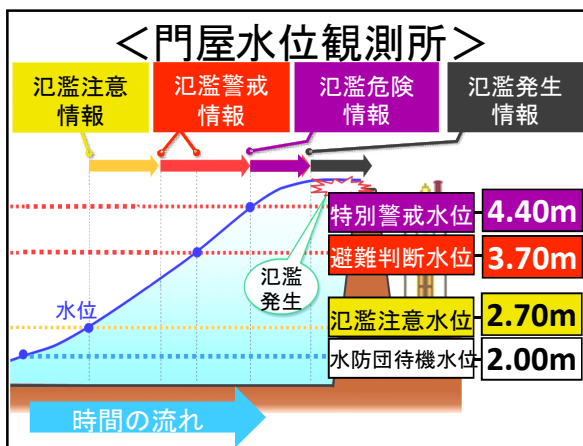 ＜門屋水位観測所＞
氾濫注意
情報
氾濫警戒
情報
氾濫危険
情報
氾濫発生
情報
特別警戒水位
4.40m
避難判断水位
3.70m
氾濫
発生
水位
氾濫注意水位
2.70m
水防団待機水位
2.00m
時間の流れ